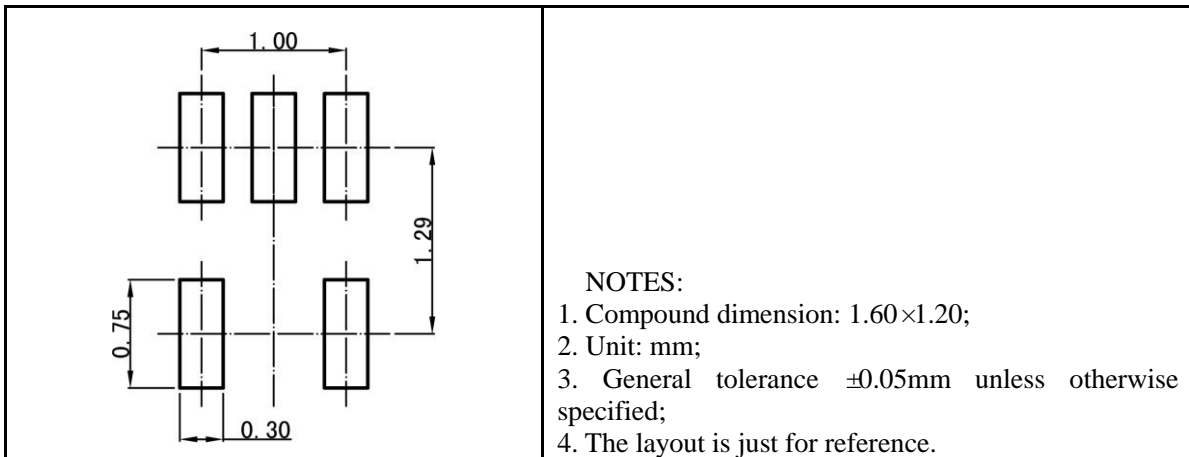 1.00
1.29
0.75
0.30
NOTES:
1. Compound dimension: 1.60×1.20;
2. Unit: mm;
3. General tolerance ±0.05mm unless otherwise
specified;
4. The layout is just for reference.